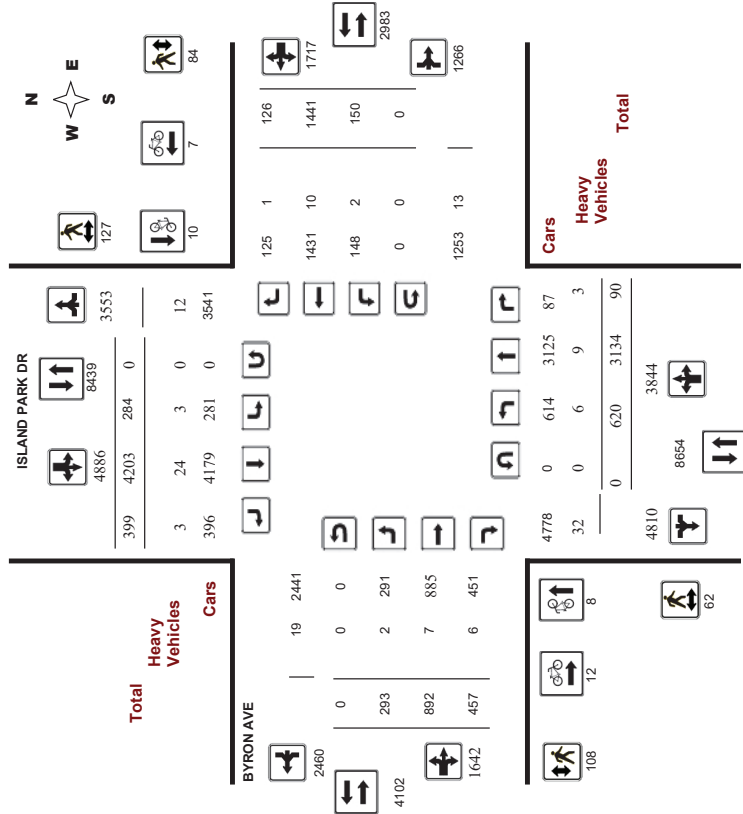 N
W E
S
ISLAND PARK DR
4886 8439 3553
127
84
10
7
399 4203 284 0
3 24 3 0 12
396 4179 281 0 3541
Total
Heavy
Vehicles
Cars
BYRON AVE
2460
4102
1642
19 2441
0 0 0
293 2 291
892 7 885
457 6 451
125 1 126
1431 10 1441
148 2 150
0 0 0
1253 13
1717
2983
1266
Cars
Heavy
Vehicles
Total
4778 0 614 3125 87
32 0 6 9 3
0 620 3134 90
4810 8654 3844
108
12
8
62